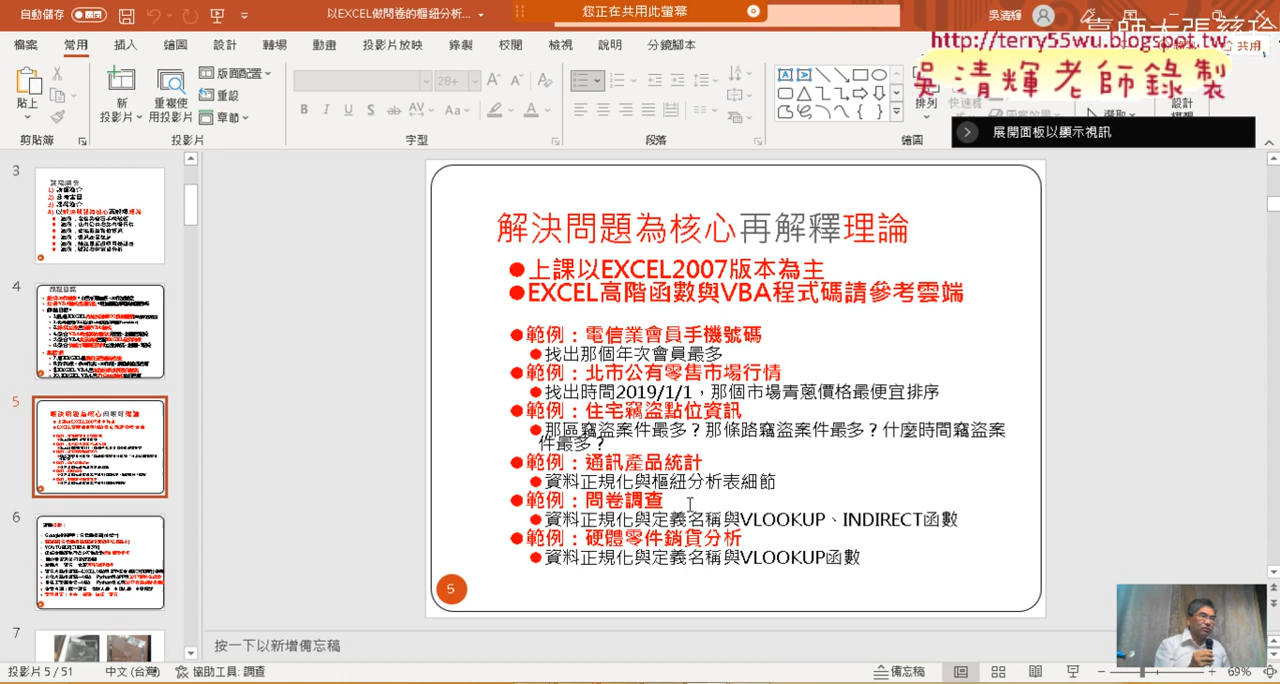 自動儲存
以EXCEL做問卷的樞紐分析...
您正在共用此螢幕
吳清輝
高師大張慈玲
http://terry55wu.blogspot.tw
吳清輝老師錄製
檔案 常用 插入 繪圖 設計 轉場 動畫 投影片放映 錄製 校閱 檢視 說明 分鏡腳本
共用
貼上
新
投影片
重複使
用投影片
版面配置
重設
章節
28+
B I U S ab AV Aa
A
排列
快速樣
設計
展開面板以顯示視訊
剪貼簿 投影片 字型 段落 繪圖
3
4
5
6
7
解決問題為核心再解釋理論
上課以EXCEL2007版本為主
EXCEL高階函數與VBA程式碼請參考雲端
範例：電信業會員手機號碼
找出那個年次會員最多
範例：北市公有零售市場行情
找出時間2019/1/1，那個市場青蔥價格最便宜排序
範例：住宅竊盜點位資訊
那區竊盜案件最多？那條路竊盜案件最多？什麼時間竊盜案
件最多？
範例：通訊產品統計
資料正規化與樞紐分析表細節
範例：問卷調查
資料正規化與定義名稱與VLOOKUP、INDIRECT函數
範例：硬體零件銷貨分析
資料正規化與定義名稱與VLOOKUP函數
5
按一下以新增備忘稿
投影片 5 / 51 中文 (台灣) 協助工具: 調查 備忘稿 69%